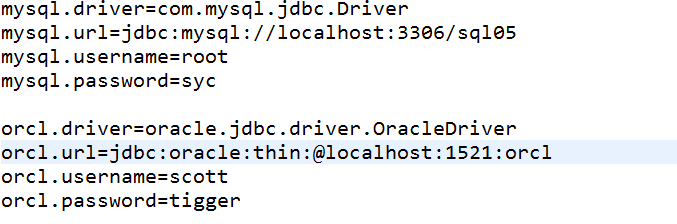 mysql.driver=com.mysql.jdbc.Driver
mysql.url=jdbc:mysql://localhost:3306/sql05
mysql.username=root
mysql.password=syc
orcl.driver=oracle.jdbc.driver.OracleDriver
orcl.url=jdbc:oracle:thin:@localhost:1521:orcl
orcl.username=scott
orcl.password=tigger